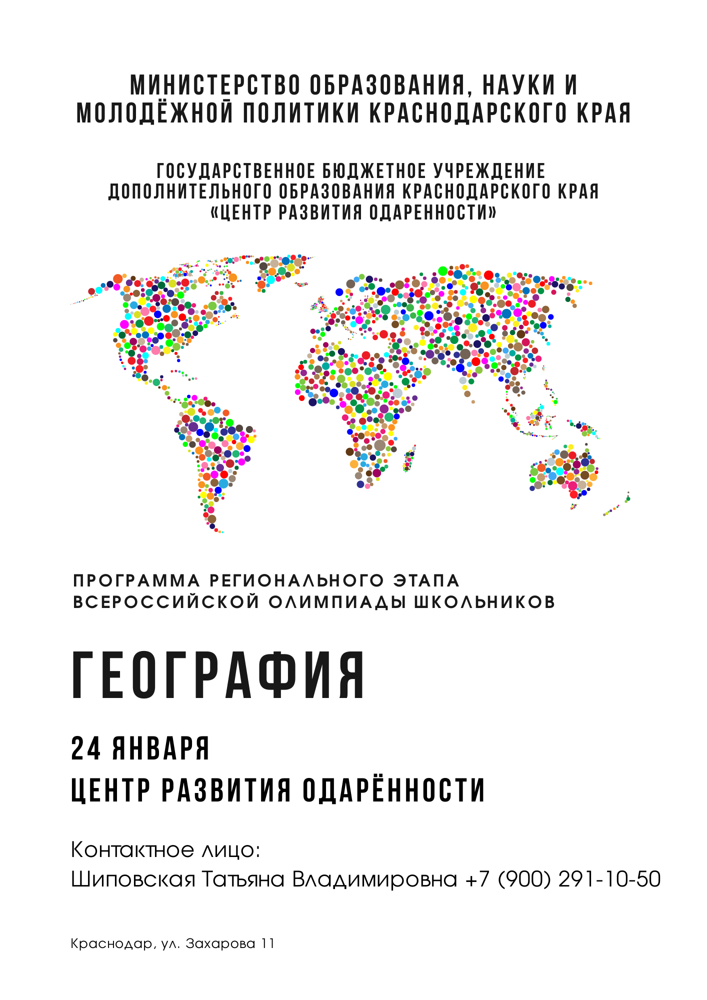 МИНИСТЕРСТВО ОБРАЗОВАНИЯ, НАУКИ И
МОЛОДЁЖНОЙ ПОЛИТИКИ КРАСНОДАРСКОГО КРАЯ
ГОСУДАРСТВЕННОЕ БЮДЖЕТНОЕ УЧРЕЖДЕНИЕ
ДОПОЛНИТЕЛЬНОГО ОБРАЗОВАНИЯ КРАСНОДАРСКОГО КРАЯ
«ЦЕНТР РАЗВИТИЯ ОДАРЕННОСТИ»
ПРОГРАММА РЕГИОНАЛЬНОГО ЭТАПА
ВСЕРОССИЙСКОЙ ОЛИМПИАДЫ ШКОЛЬНИКОВ
ГЕОГРАФИЯ
24 ЯНВАРЯ
ЦЕНТР РАЗВИТИЯ ОДАРЁННОСТИ
Контактное лицо:
Шиповская Татьяна Владимировна +7 (900) 291-10-50
Краснодар, ул. Захарова 11